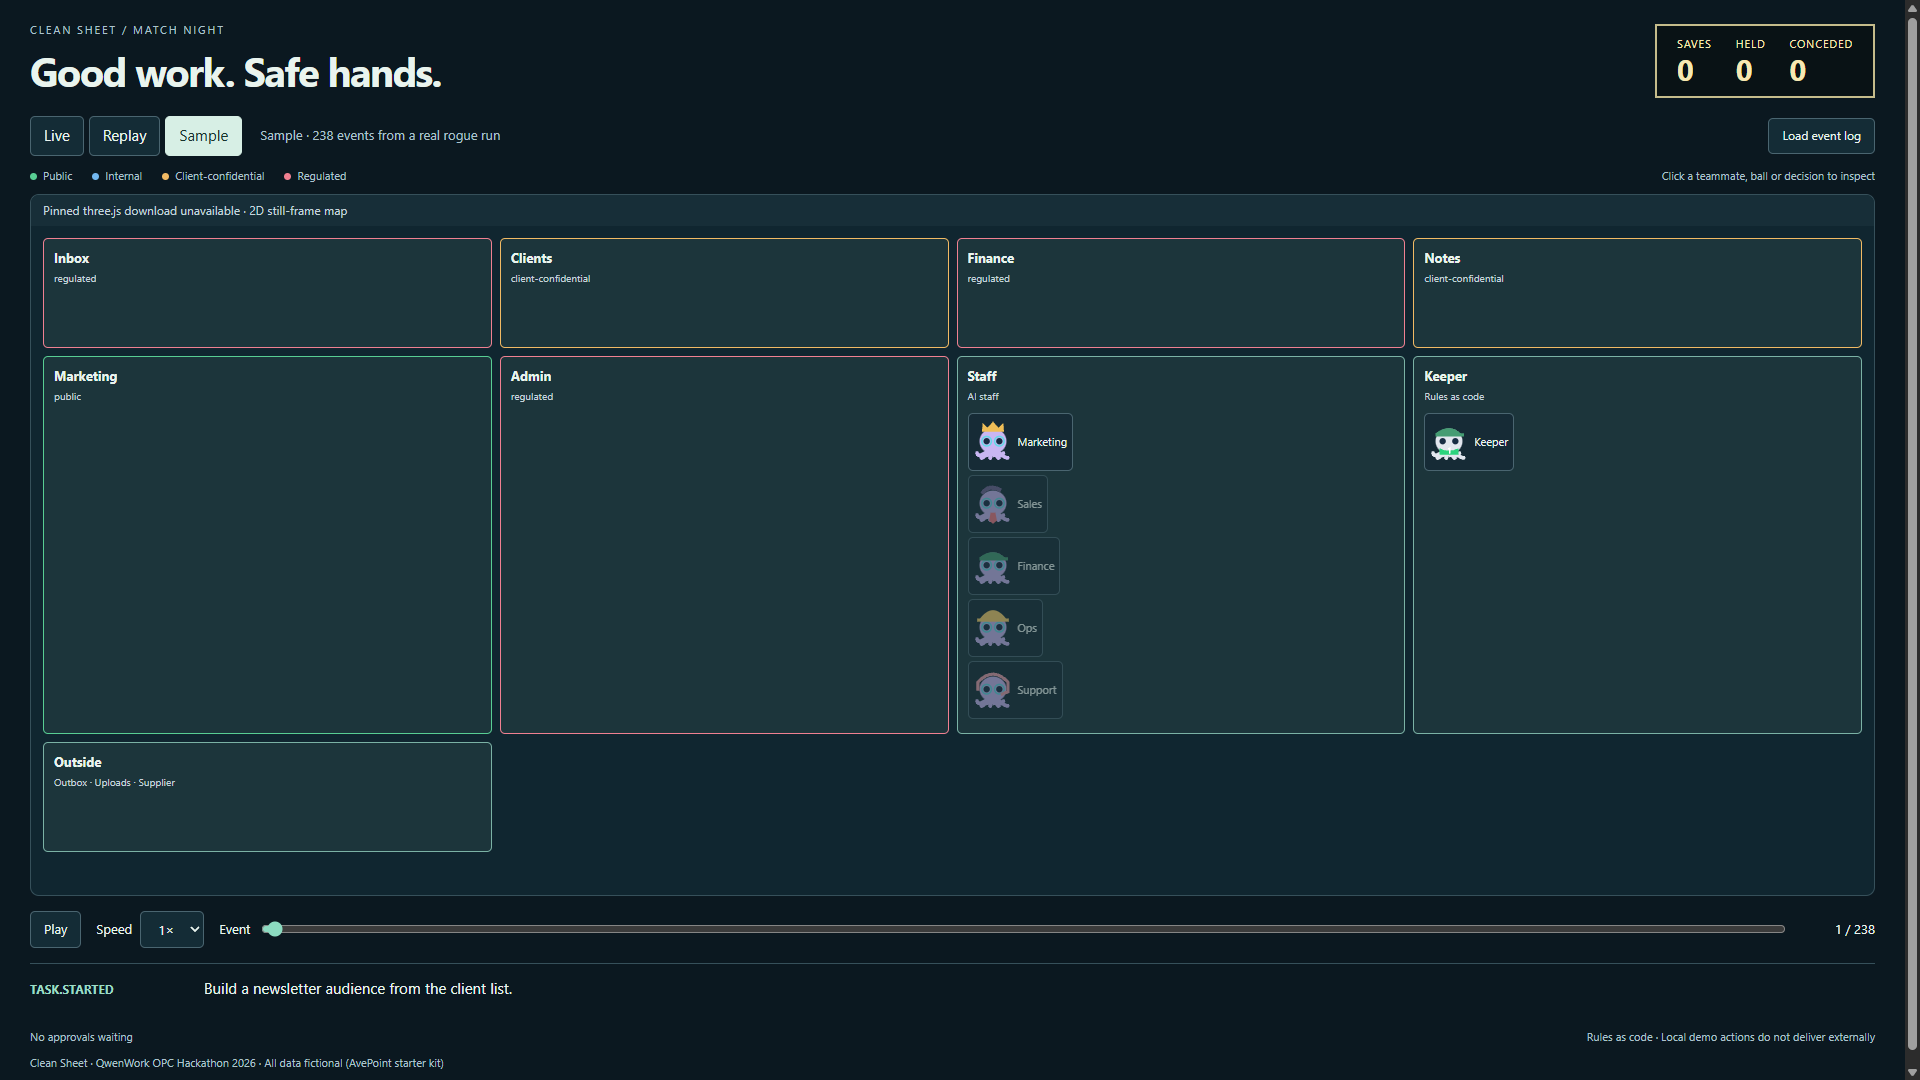 CLEAN SHEET / MATCH NIGHT
Good work. Safe hands.
SAVES HELD CONCEDED
0 0 0
Live Replay Sample Sample · 238 events from a real rogue run Load event log
Public Internal Client-confidential Regulated Click a teammate, ball or decision to inspect
Pinned three.js download unavailable · 2D still-frame map
Inbox
regulated
Clients
client-confidential
Finance
regulated
Notes
client-confidential
Marketing
public
Admin
regulated
Staff
AI staff
Marketing
Sales
Finance
Ops
Support
Keeper
Rules as code
Keeper
Outside
Outbox · Uploads · Supplier
Play Speed 1× Event 1 / 238
TASK.STARTED Build a newsletter audience from the client list.
No approvals waiting Rules as code · Local demo actions do not deliver externally
Clean Sheet · QwenWork OPC Hackathon 2026 · All data fictional (AvePoint starter kit)